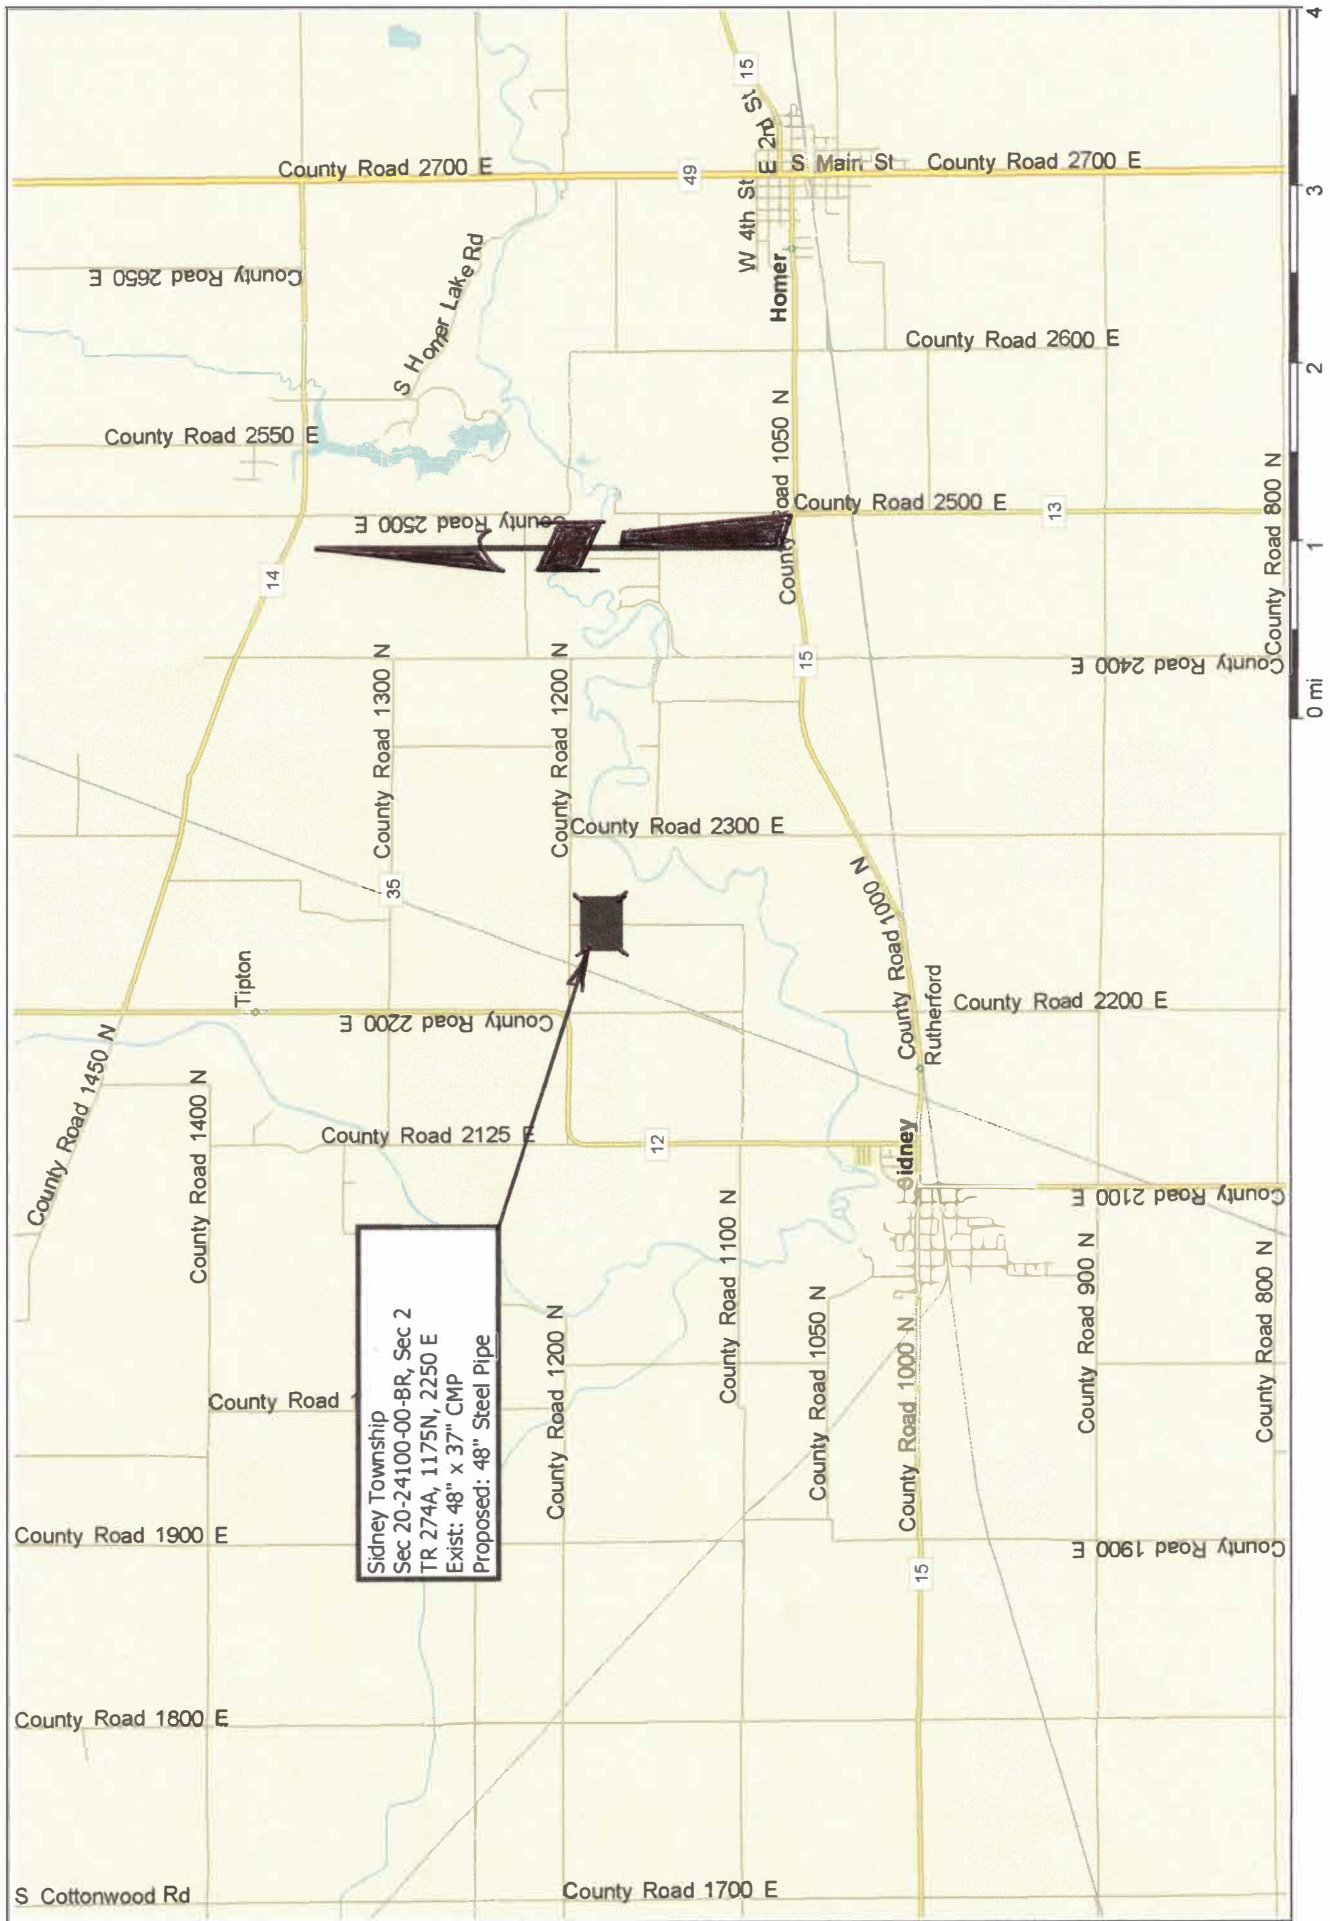 Sidney Township
Sec 20-24100-00-BR, Sec 2
TR 274A, 1175N, 2250 E
Exist: 48" x 37" CMP
Proposed: 48" Steel Pipe
S Cottonwood Rd
County Road 1700 E
County Road 1800 E
County Road 1900 E
County Road 1900 E
County Road
County Road 1450 N
County Road 1400 N
County Road 1200 N
County Road 1100 N
County Road 1050 N
County Road 1000 N
15
County Road 900 N
County Road 800 N
County Road 2100 E
County Road 2125 E
12
idney
Tipton
County Road 2200 E
County Road 2200 E
Rutherford
County Road 1000 N
35
County Road 1300 N
County Road 1200 N
County Road 2300 E
14
15
County Road 2400 E
County Road 800 N
County Road 2500 E
County Road 2500 E
13
County Road 1050 N
County Road 2550 E
S Homer Lake Rd
County Road 2600 E
County Road 2650 E
Homer
W 4th St
E 2nd St
15
S Main St
49
County Road 2700 E
County Road 2700 E
0 mi
1
2
3
4